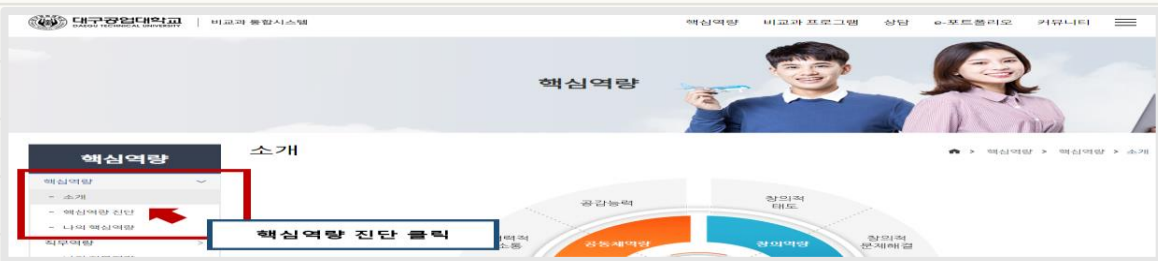 대구공업대학교 DAEGU TECHNICAL UNIVERSITY | 비교과 통합시스템
핵심역량 비교과 프로그램 상담 e-포트폴리오 커뮤니티
핵심역량
핵심역량
소개
> 핵심역량 > 핵심역량 > 소개
핵심역량
- 소개
- 핵심역량 진단
- 나의 핵심역량
직무역량 >
핵심역량 진단 클릭
공감능력
창의적
태도
공동체역량
창의역량
창의적
문제해결